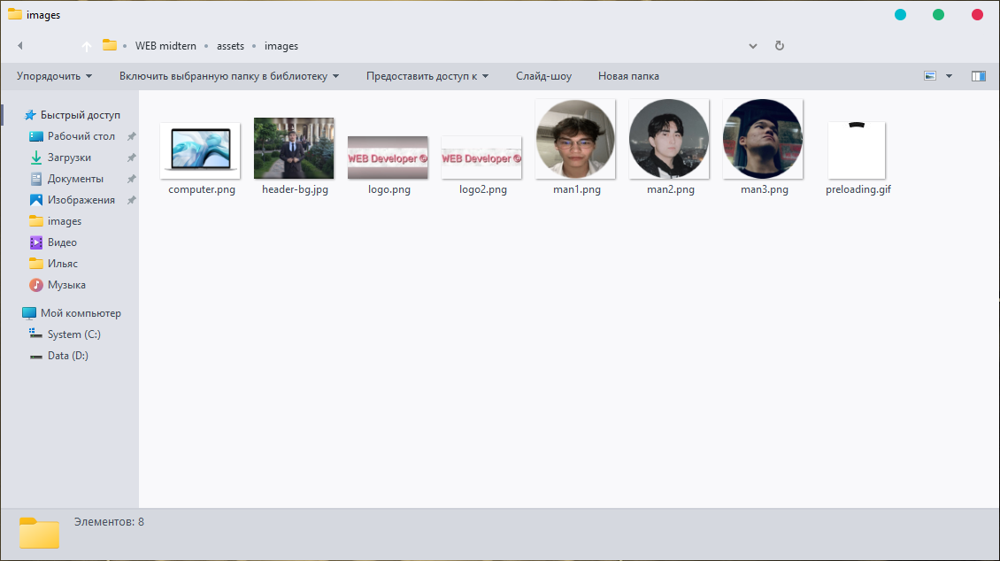 images
WEB midtern assets images
Упорядочить Включить выбранную папку в библиотеку Предоставить доступ к Слайд-шоу Новая папка
Быстрый доступ
Рабочий стол
Загрузки
Документы
Изображения
images
Видео
Ильяс
Музыка
Мой компьютер
System (C:)
Data (D:)
WEB Developer
WEB Developer
computer.png header-bg.jpg logo.png logo2.png man1.png man2.png man3.png preloading.gif
Элементов: 8